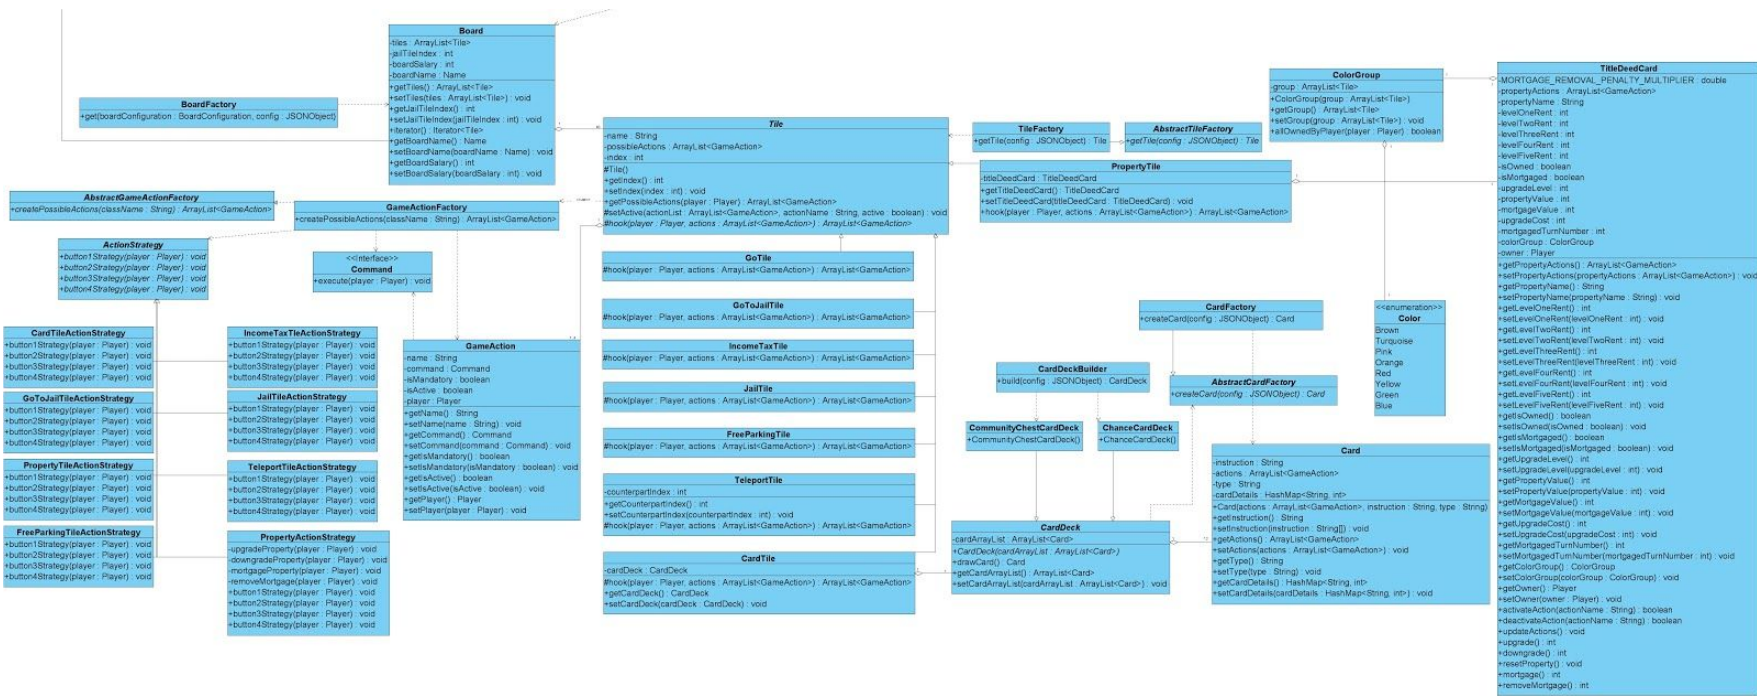 Board
-tiles : ArrayList<Tile>
-jailTileIndex : int
-boardSalary : int
-boardName : Name
+getTiles() : ArrayList<Tile>
+setTiles(tiles : ArrayList<Tile>) : void
+getJailTileIndex() : int
+setJailTileIndex(jailTileIndex : int) : void
+iterator() : Iterator<Tile>
+getBoardName() : Name
+setBoardName(boardName : Name) : void
+getBoardSalary() : int
+setBoardSalary(boardSalary : int) : void
BoardFactory
+get(boardConfiguration : BoardConfiguration, config : JSONObject)
AbstractGameActionFactory
+createPossibleActions(className : String) : ArrayList<GameAction>
GameActionFactory
+createPossibleActions(className : String) : ArrayList<GameAction>
ActionStrategy
+button1Strategy(player : Player) : void
+button2Strategy(player : Player) : void
+button3Strategy(player : Player) : void
+button4Strategy(player : Player) : void
<<Interface>>
Command
+execute(player : Player) : void
CardTileActionStrategy
+button1Strategy(player : Player) : void
+button2Strategy(player : Player) : void
+button3Strategy(player : Player) : void
+button4Strategy(player : Player) : void
IncomeTaxTleActionStrategy
+button1Strategy(player : Player) : void
+button2Strategy(player : Player) : void
+button3Strategy(player : Player) : void
+button4Strategy(player : Player) : void
GoToJailTileActionStrategy
+button1Strategy(player : Player) : void
+button2Strategy(player : Player) : void
+button3Strategy(player : Player) : void
+button4Strategy(player : Player) : void
JailTileActionStrategy
+button1Strategy(player : Player) : void
+button2Strategy(player : Player) : void
+button3Strategy(player : Player) : void
+button4Strategy(player : Player) : void
PropertyTileActionStrategy
+button1Strategy(player : Player) : void
+button2Strategy(player : Player) : void
+button3Strategy(player : Player) : void
+button4Strategy(player : Player) : void
TeleportTileActionStrategy
+button1Strategy(player : Player) : void
+button2Strategy(player : Player) : void
+button3Strategy(player : Player) : void
+button4Strategy(player : Player) : void
FreeParkingTileActionStrategy
+button1Strategy(player : Player) : void
+button2Strategy(player : Player) : void
+button3Strategy(player : Player) : void
+button4Strategy(player : Player) : void
PropertyActionStrategy
-upgradeProperty(player : Player) : void
-downgradeProperty(player : Player) : void
-mortgageProperty(player : Player) : void
-removeMortgage(player : Player) : void
+button1Strategy(player : Player) : void
+button2Strategy(player : Player) : void
+button3Strategy(player : Player) : void
+button4Strategy(player : Player) : void
GameAction
-name : String
-command : Command
-isMandatory : boolean
-isActive : boolean
-player : Player
+getName() : String
+setName(name : String) : void
+getCommand() : Command
+setCommand(command : Command) : void
+getIsMandatory() : boolean
+setIsMandatory(isMandatory : boolean) : void
+getIsActive() : boolean
+setIsActive(isActive : boolean) : void
+getPlayer() : Player
+setPlayer(player : Player) : void
Tile
-name : String
-possibleActions : ArrayList<GameAction>
-index : int
#Tile()
+getIndex() : int
+setIndex(index : int) : void
+getPossibleActions(player : Player) : ArrayList<GameAction>
#setActive(actionList : ArrayList<GameAction>, actionName : String, active : boolean) : void
#hook(player : Player, actions : ArrayList<GameAction>) : ArrayList<GameAction>
GoTile
#hook(player : Player, actions : ArrayList<GameAction>) : ArrayList<GameAction>
GoToJailTile
#hook(player : Player, actions : ArrayList<GameAction>) : ArrayList<GameAction>
IncomeTaxTile
#hook(player : Player, actions : ArrayList<GameAction>) : ArrayList<GameAction>
JailTile
#hook(player : Player, actions : ArrayList<GameAction>) : ArrayList<GameAction>
FreeParkingTile
#hook(player : Player, actions : ArrayList<GameAction>) : ArrayList<GameAction>
TeleportTile
-counterpartIndex : int
+getCounterpartIndex() : int
+setCounterpartIndex(counterpartIndex : int) : void
#hook(player : Player, actions : ArrayList<GameAction>) : ArrayList<GameAction>
CardTile
-cardDeck : CardDeck
#hook(player : Player, actions : ArrayList<GameAction>) : ArrayList<GameAction>
+getCardDeck() : CardDeck
+setCardDeck(cardDeck : CardDeck) : void
TileFactory
+getTile(config : JSONObject) : Tile
AbstractTileFactory
+getTile(config : JSONObject) : Tile
PropertyTile
-titleDeedCard : TitleDeedCard
+getTitleDeedCard() : TitleDeedCard
+setTitleDeedCard(titleDeedCard : TitleDeedCard) : void
+hook(player : Player, actions : ArrayList<GameAction>) : ArrayList<GameAction>
ColorGroup
-group : ArrayList<Tile>
+ColorGroup(group : ArrayList<Tile>)
+getGroup() : ArrayList<Tile>
+setGroup(group : ArrayList<Tile>) : void
+allOwnedByPlayer(player : Player) : boolean
<<enumeration>>
Color
Brown
Turquoise
Pink
Orange
Red
Yellow
Green
Blue
CardFactory
+createCard(config : JSONObject) : Card
CardDeckBuilder
+build(config : JSONObject) : CardDeck
AbstractCardFactory
+createCard(config : JSONObject) : Card
CommunityChestCardDeck
+CommunityChestCardDeck()
ChanceCardDeck
+ChanceCardDeck()
CardDeck
-cardArrayList : ArrayList<Card>
+CardDeck(cardArrayList : ArrayList<Card>)
+drawCard() : Card
+getCardArrayList() : ArrayList<Card>
+setCardArrayList(cardArrayList : ArrayList<Card>) : void
Card
-instruction : String
-actions : ArrayList<GameAction>
-type : String
-cardDetails : HashMap<String, int>
+Card(actions : ArrayList<GameAction>, instruction : String, type : String)
+getInstruction() : String
+setInstruction(instruction : String[]) : void
+getActions() : ArrayList<GameAction>
+setActions(actions : ArrayList<GameAction>) : void
+getType() : String
+setType(type : String) : void
+getCardDetails() : HashMap<String, int>
+setCardDetails(cardDetails : HashMap<String, int>) : void
TitleDeedCard
-MORTGAGE_REMOVAL_PENALTY_MULTIPLIER : double
-propertyActions : ArrayList<GameAction>
-propertyName : String
-levelOneRent : int
-levelTwoRent : int
-levelThreeRent : int
-levelFourRent : int
-levelFiveRent : int
-isOwned : boolean
-isMortgaged : boolean
-upgradeLevel : int
-propertyValue : int
-mortgageValue : int
-upgradeCost : int
-mortgagedTurnNumber : int
-colorGroup : ColorGroup
-owner : Player
+getPropertyActions() : ArrayList<GameAction>
+setPropertyActions(propertyActions : ArrayList<GameAction>) : void
+getPropertyName() : String
+setPropertyName(propertyName : String) : void
+getLevelOneRent() : int
+setLevelOneRent(levelOneRent : int) : void
+getLevelTwoRent() : int
+setLevelTwoRent(levelTwoRent : int) : void
+getLevelThreeRent() : int
+setLevelThreeRent(levelThreeRent : int) : void
+getLevelFourRent() : int
+setLevelFourRent(levelFourRent : int) : void
+getLevelFiveRent() : int
+setLevelFiveRent(levelFiveRent : int) : void
+getIsOwned() : boolean
+setIsOwned(isOwned : boolean) : void
+getIsMortgaged() : boolean
+setIsMortgaged(isMortgaged : boolean) : void
+getUpgradeLevel() : int
+setUpgradeLevel(upgradeLevel : int) : void
+getPropertyValue() : int
+setPropertyValue(propertyValue : int) : void
+getMortgageValue() : int
+setMortgageValue(mortgageValue : int) : void
+getUpgradeCost() : int
+setUpgradeCost(upgradeCost : int) : void
+getMortgagedTurnNumber() : int
+setMortgagedTurnNumber(mortgagedTurnNumber : int) : void
+getColorGroup() : ColorGroup
+setColorGroup(colorGroup : ColorGroup) : void
+getOwner() : Player
+setOwner(owner : Player) : void
+activateAction(actionName : String) : boolean
+deactivateAction(actionName : String) : boolean
+updateActions() : void
+upgrade() : int
+downgrade() : int
+resetProperty() : void
+mortgage() : int
+removeMortgage() : int